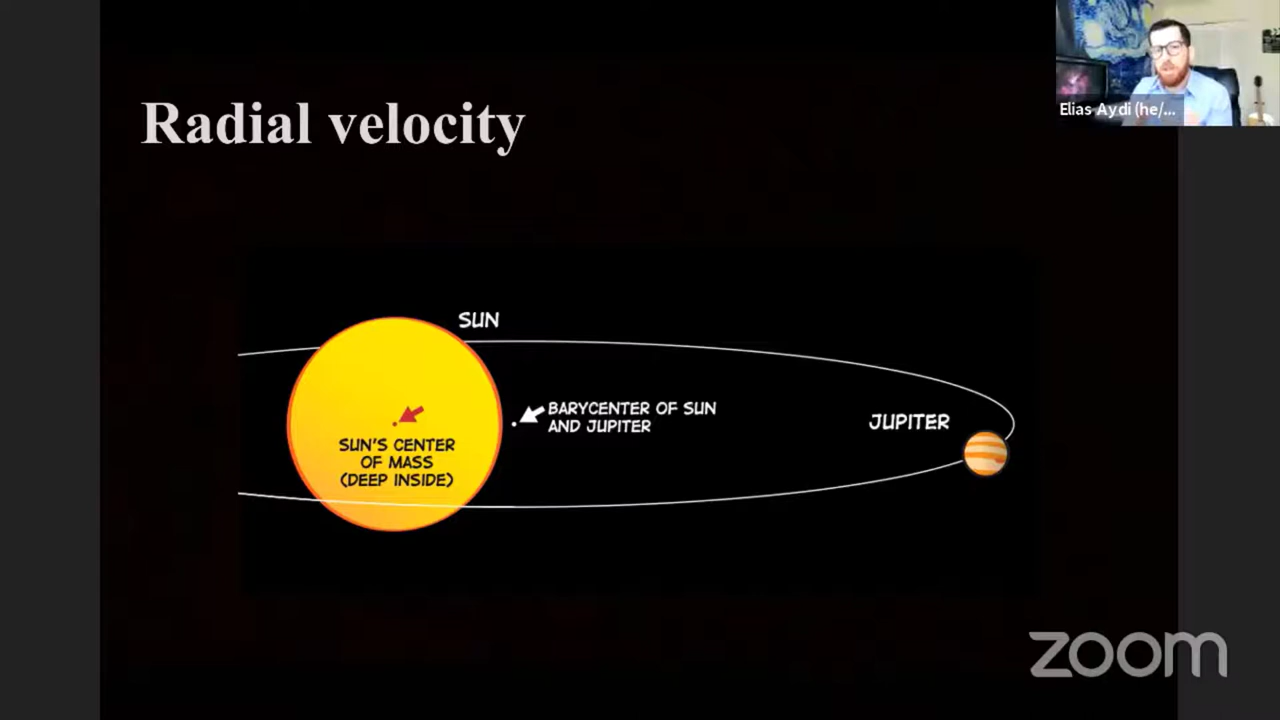 Elias Aydi (he/...
Radial velocity
SUN
BARYCENTER OF SUN
AND JUPITER
JUPITER
SUN'S CENTER
OF MASS
(DEEP INSIDE)
zoom